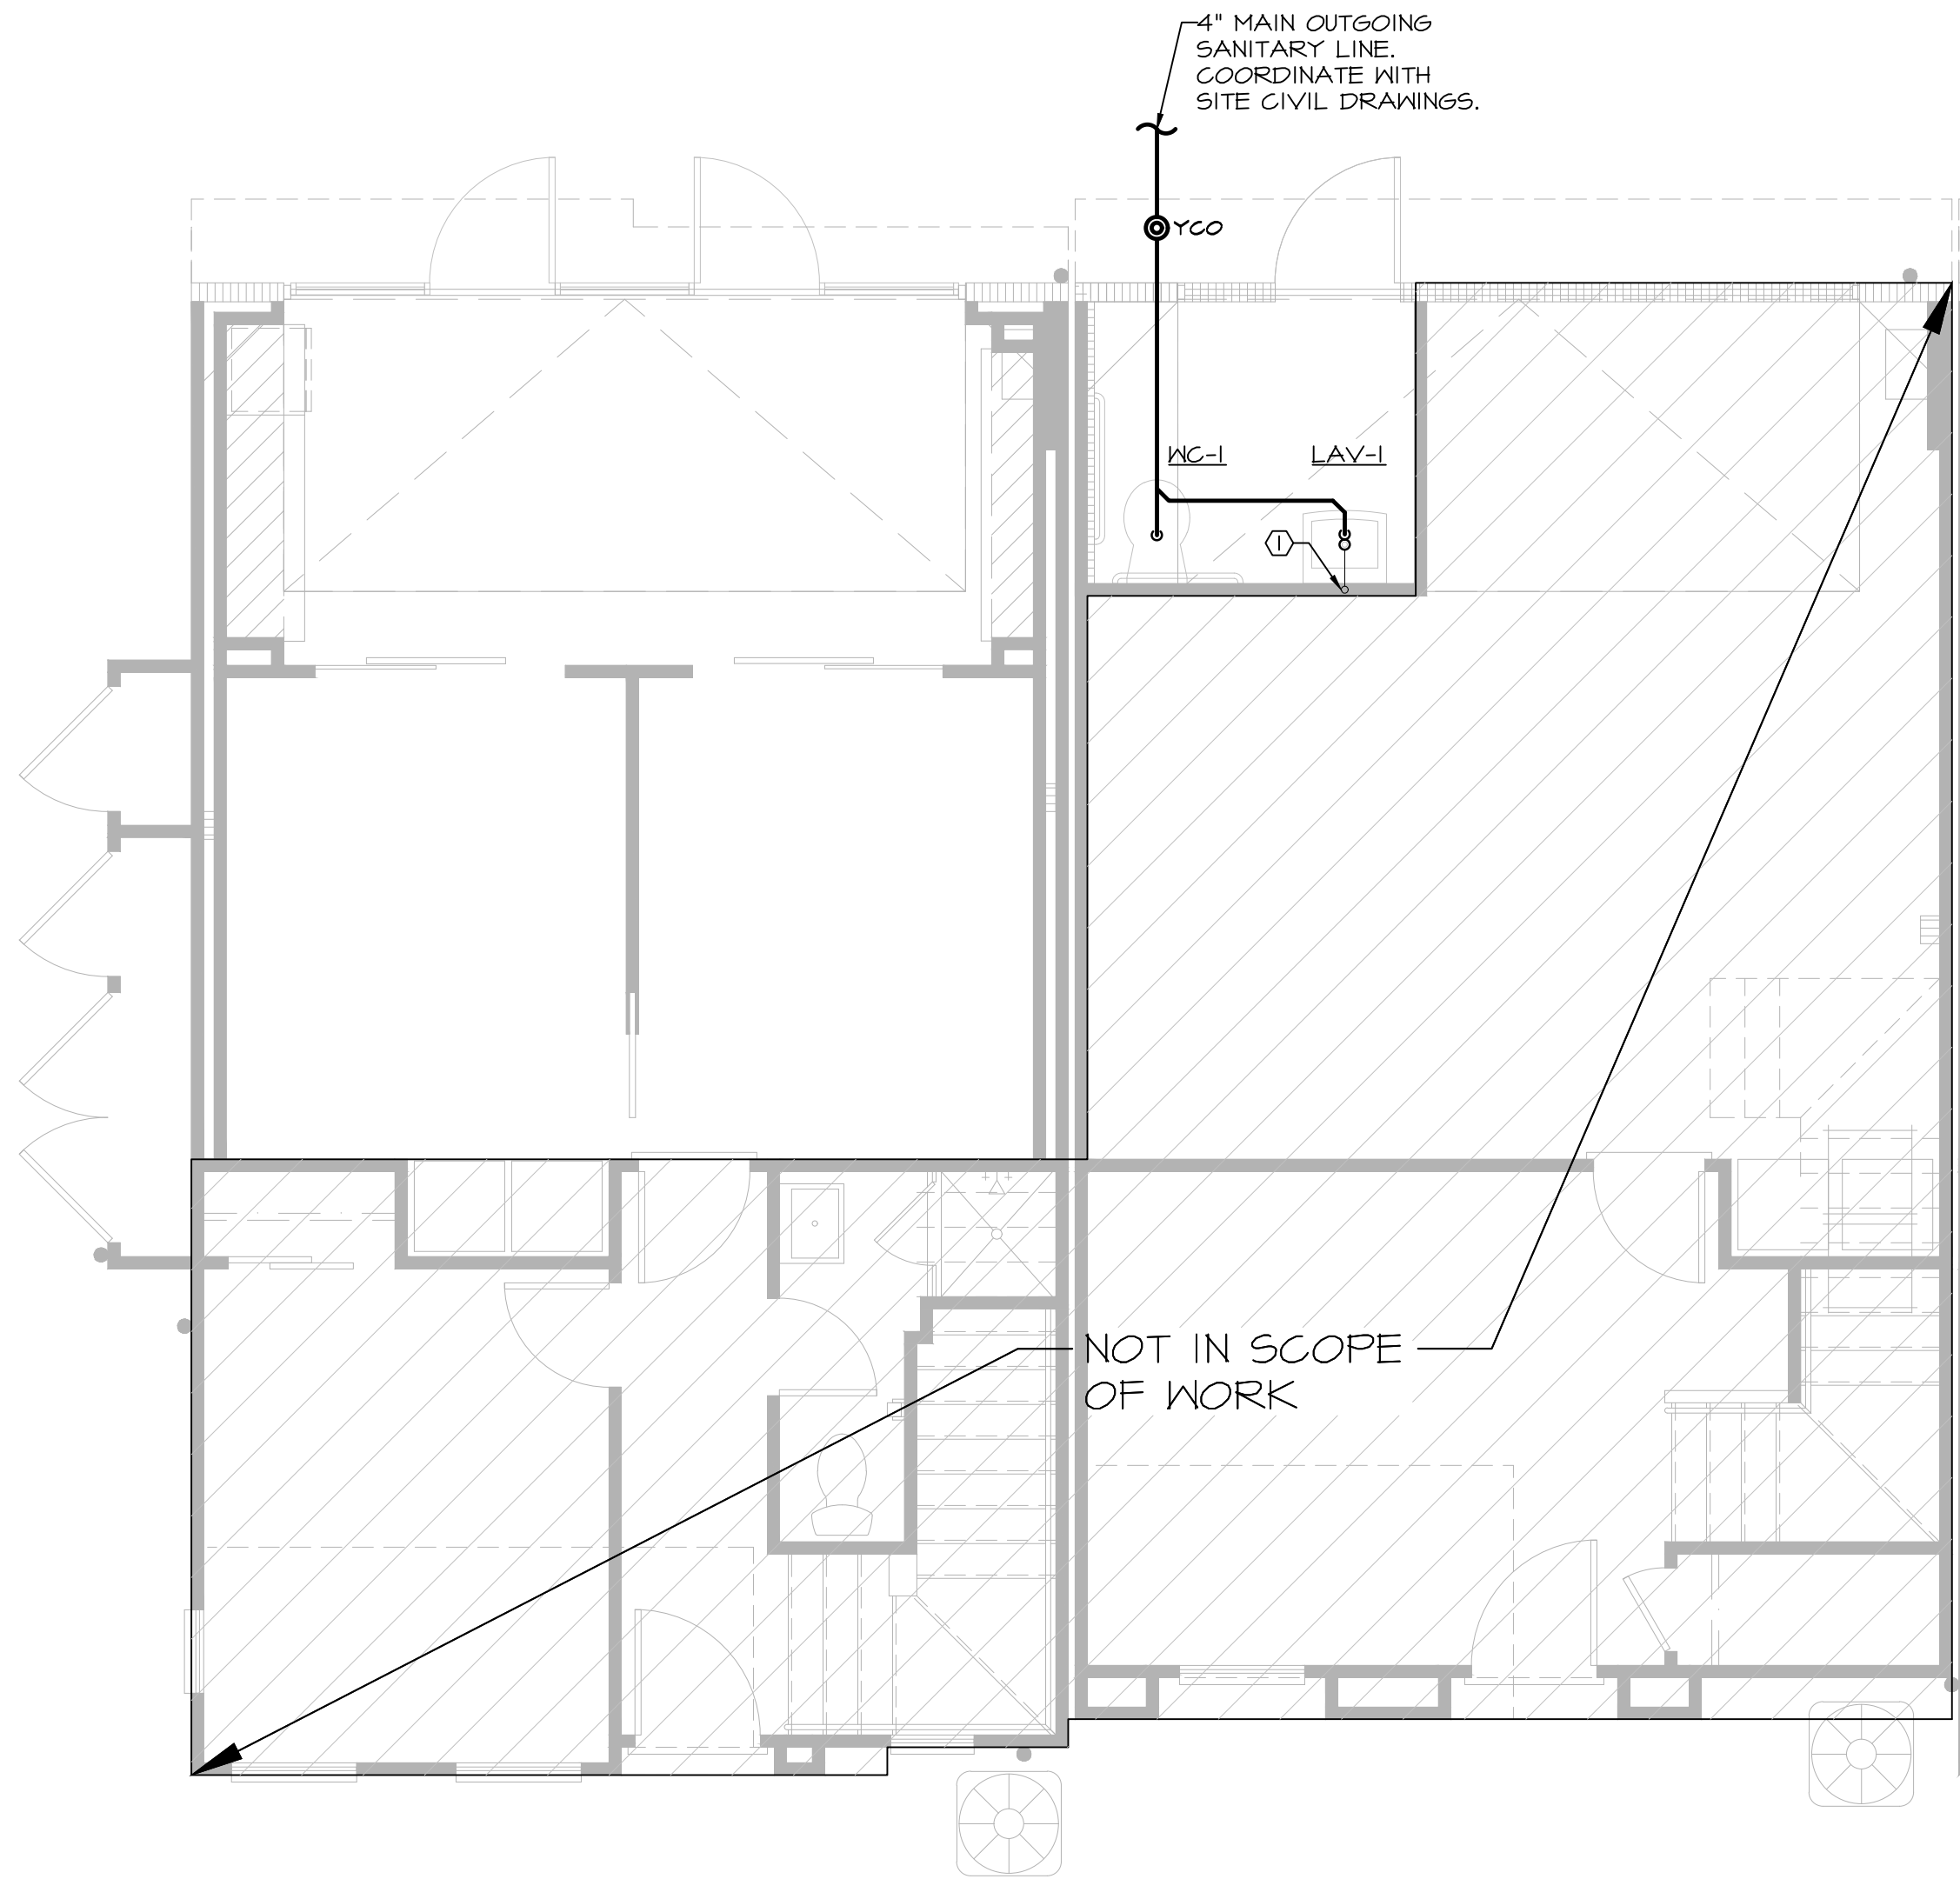 4" MAIN OUTGOING
SANITARY LINE.
COORDINATE WITH
SITE CIVIL DRAWINGS.
YCO
WC-1
LAV-1
1
NOT IN SCOPE
OF WORK